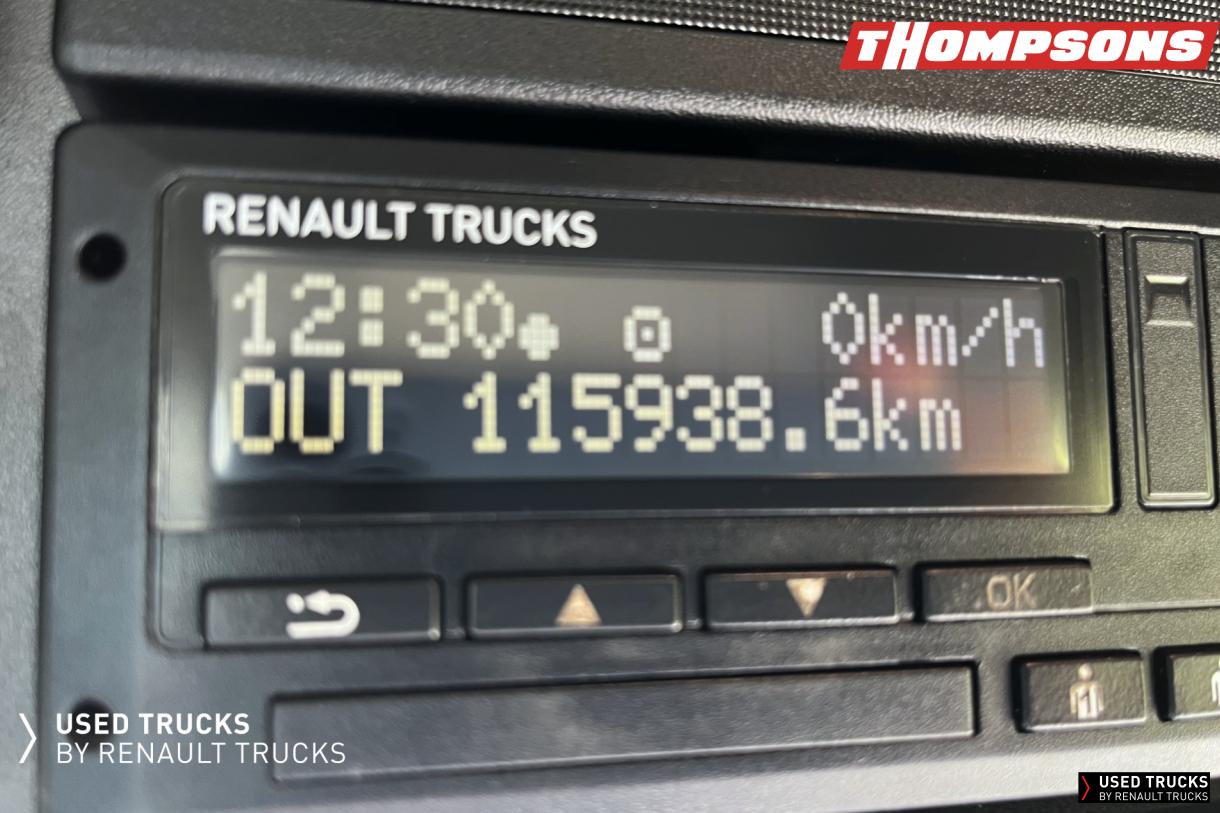 THOMPSONS
RENAULT TRUCKS
12:30 0km/h
OUT 115938.6km
OK
1
USED TRUCKS
BY RENAULT TRUCKS
USED TRUCKS
BY RENAULT TRUCKS